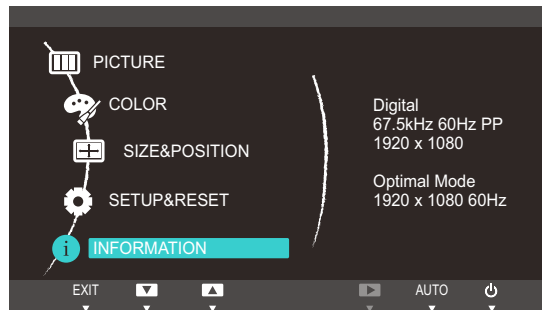 PICTURE
COLOR
SIZE&POSITION
SETUP&RESET
i INFORMATION
Digital
67.5kHz 60Hz PP
1920 x 1080
Optimal Mode
1920 x 1080 60Hz
EXIT
AUTO